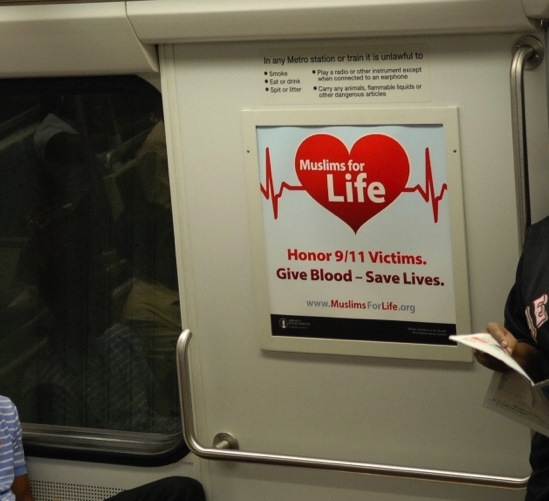 In any Metro station or train it is unlawful to
• Smoke
• Eat or drink
• Spit or litter
• Play a radio or other instrument except
when connected to an earphone
• Carry any animals, flammable liquids or
other dangerous articles
Muslims for
Life
Honor 9/11 Victims.
Give Blood – Save Lives.
www.MuslimsForLife.org